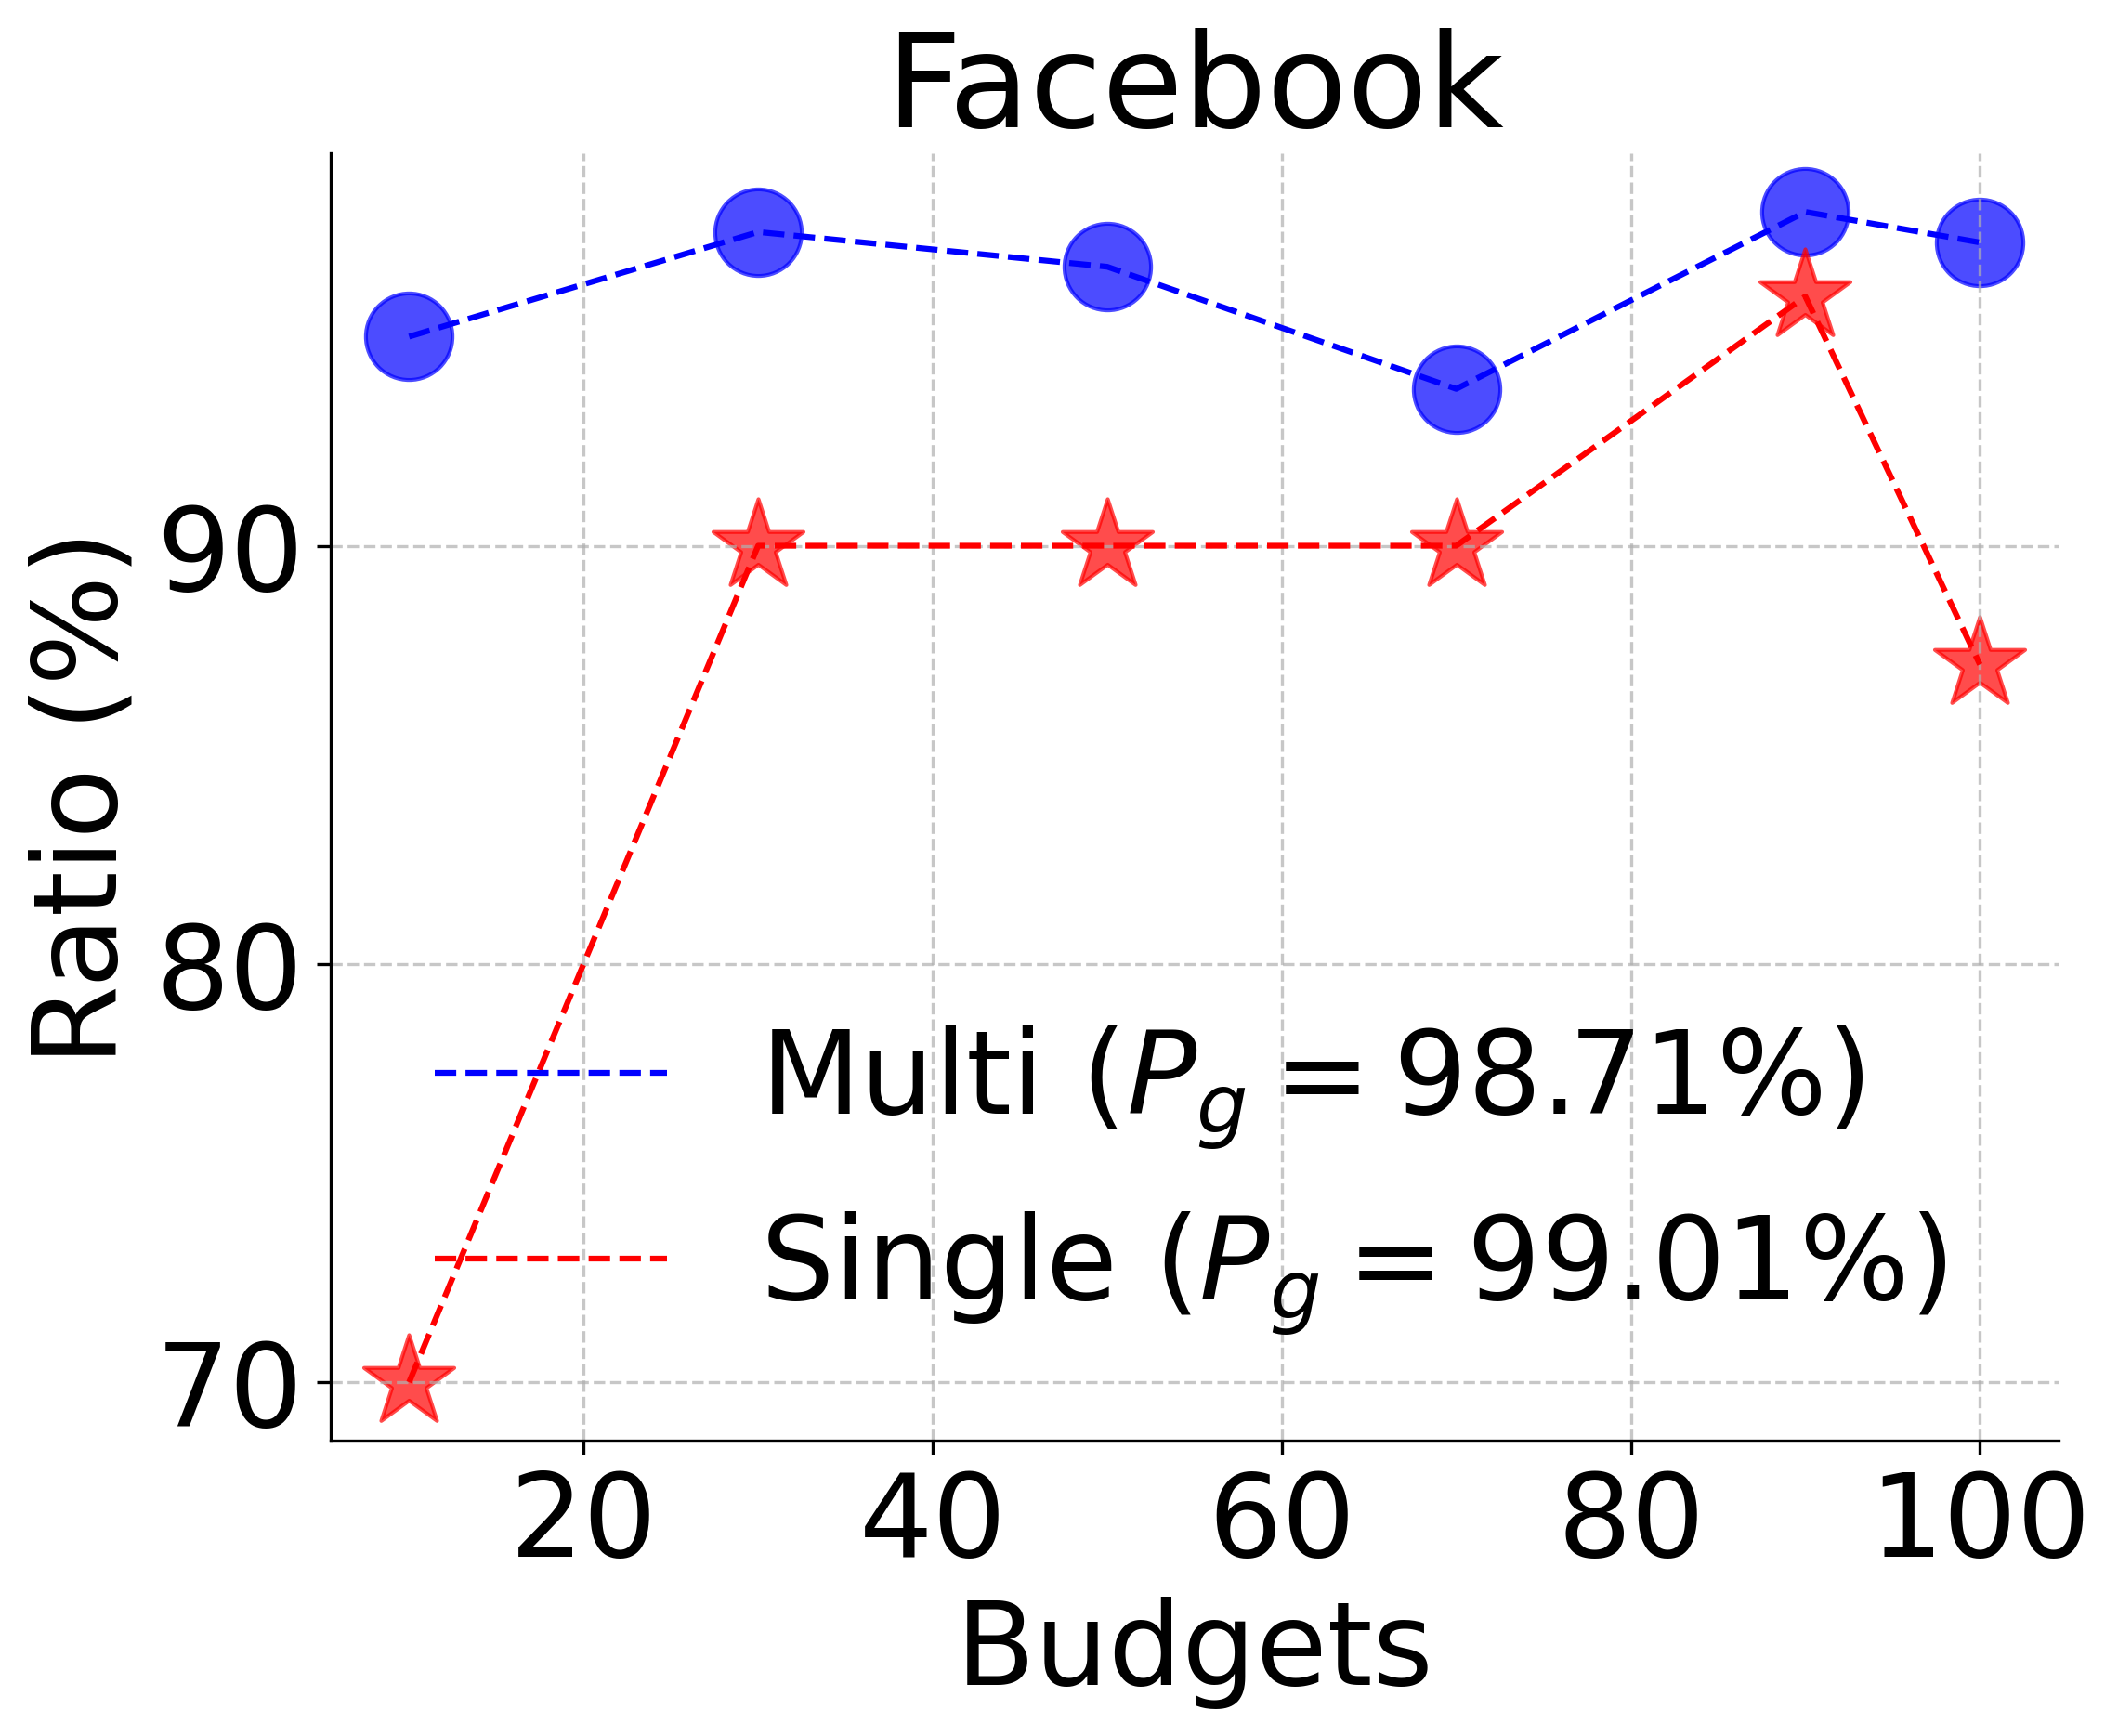 Facebook
Ratio (%)
90
80
70
Multi (P_g = 98.71%)
Single (P_g = 99.01%)
20 40 60 80 100
Budgets